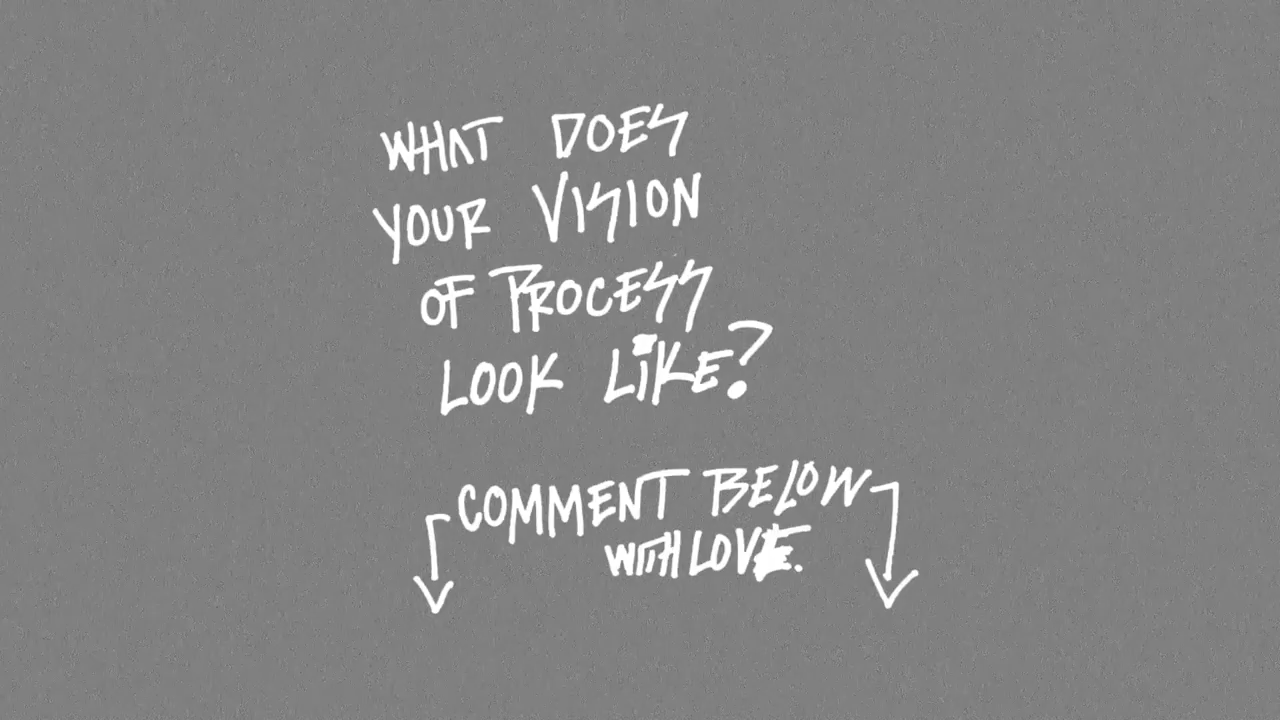 WHAT DOES
YOUR VISION
OF PROCESS
LOOK LiKE?
COMMENT BELOW
WITH LOVE.